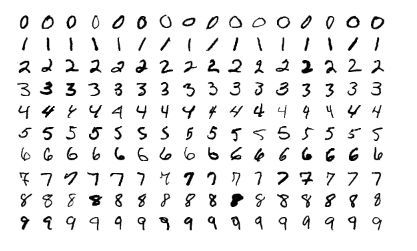 0 0 0 0 0 0 0 0 0 0 0 0 0 0 0 0
1 1 1 1 1 1 1 1 1 1 1 1 1 1 1 1
2 2 2 2 2 2 2 2 2 2 2 2 2 2 2 2
3 3 3 3 3 3 3 3 3 3 3 3 3 3 3 3
4 4 4 4 4 4 4 4 4 4 4 4 4 4 4 4
5 5 5 5 5 5 5 5 5 5 5 5 5 5 5 5
6 6 6 6 6 6 6 6 6 6 6 6 6 6 6 6
7 7 7 7 7 7 7 7 7 7 7 7 7 7 7 7
8 8 8 8 8 8 8 8 8 8 8 8 8 8 8 8
9 9 9 9 9 9 9 9 9 9 9 9 9 9 9 9